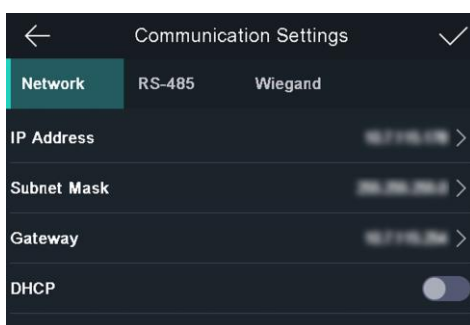 Communication Settings
Network RS-485 Wiegand
IP Address
Subnet Mask
Gateway
DHCP